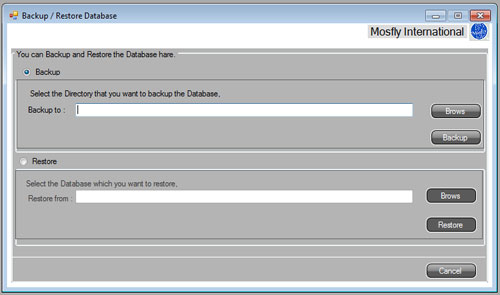 Backup / Restore Database
Mosfly International
You can Backup and Restore the Database hare.
Backup
Select the Directory that you want to backup the Database,
Backup to :
Brows
Backup
Restore
Select the Database which you want to restore,
Restore from :
Brows
Restore
Cancel